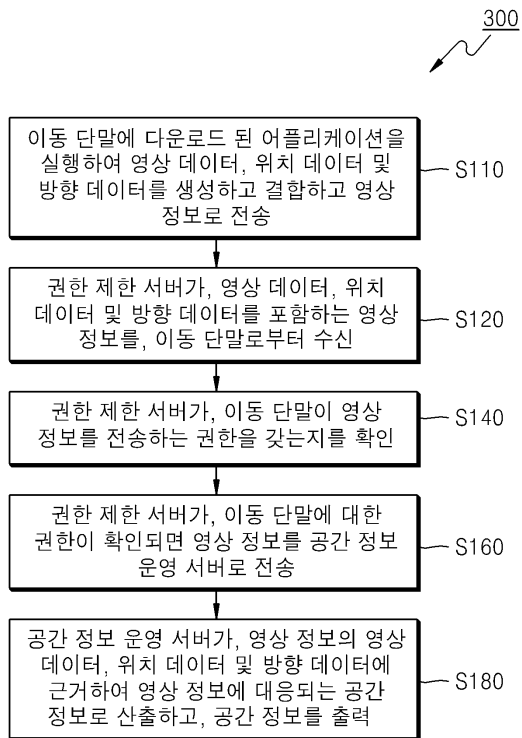 300
이동 단말에 다운로드 된 어플리케이션을
실행하여 영상 데이터, 위치 데이터 및
방향 데이터를 생성하고 결합하고 영상
정보로 전송
S110
권한 제한 서버가, 영상 데이터, 위치
데이터 및 방향 데이터를 포함하는 영상
정보를, 이동 단말로부터 수신
S120
권한 제한 서버가, 이동 단말이 영상
정보를 전송하는 권한을 갖는지를 확인
S140
권한 제한 서버가, 이동 단말에 대한
권한이 확인되면 영상 정보를 공간 정보
운영 서버로 전송
S160
공간 정보 운영 서버가, 영상 정보의 영상
데이터, 위치 데이터 및 방향 데이터에
근거하여 영상 정보에 대응되는 공간
정보로 산출하고, 공간 정보를 출력
S180